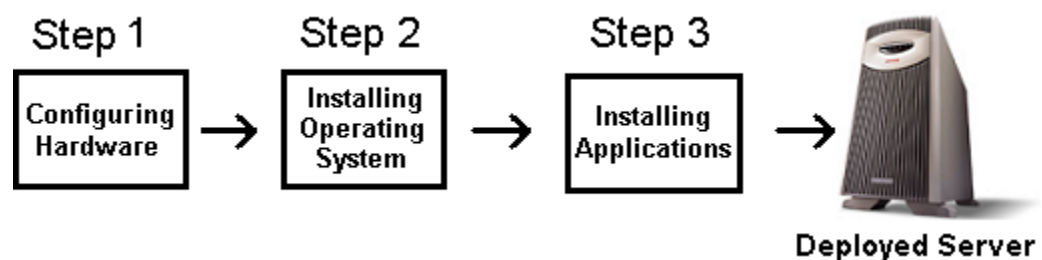 Step 1
Step 2
Step 3
Configuring
Hardware
Installing
Operating
System
Installing
Applications
Deployed Server